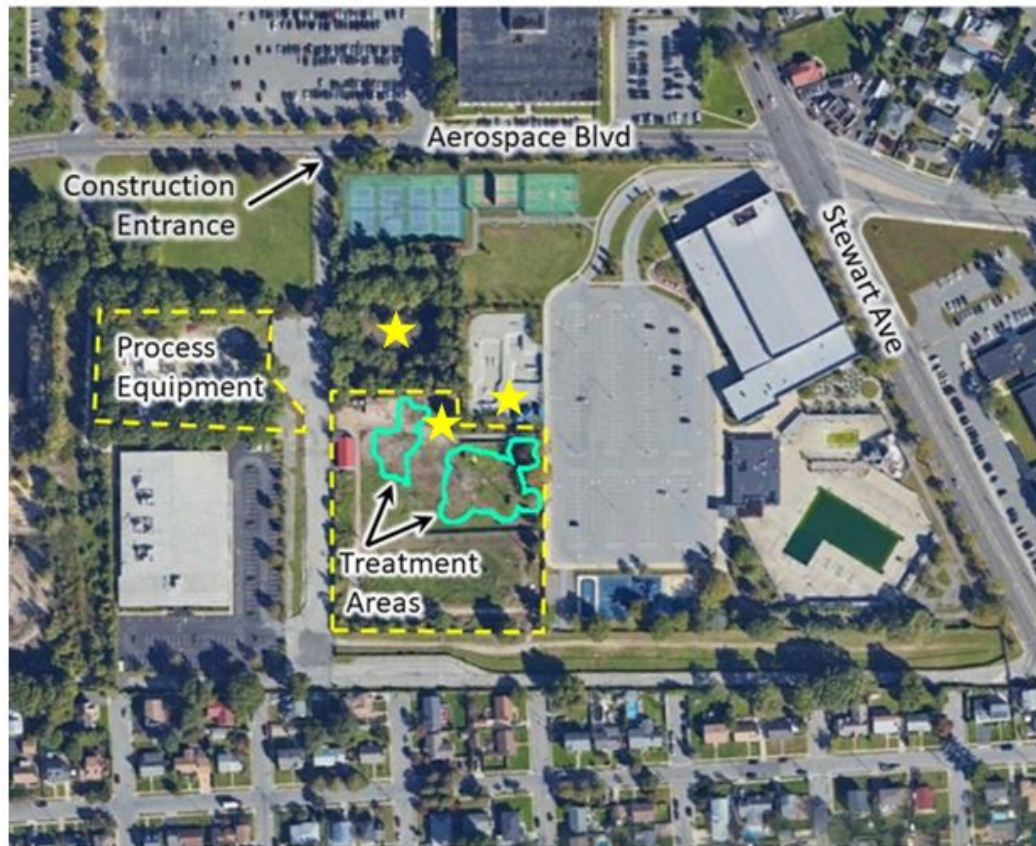 Aerospace Blvd
Construction
Entrance
Stewart Ave
Process
Equipment
Treatment
Areas